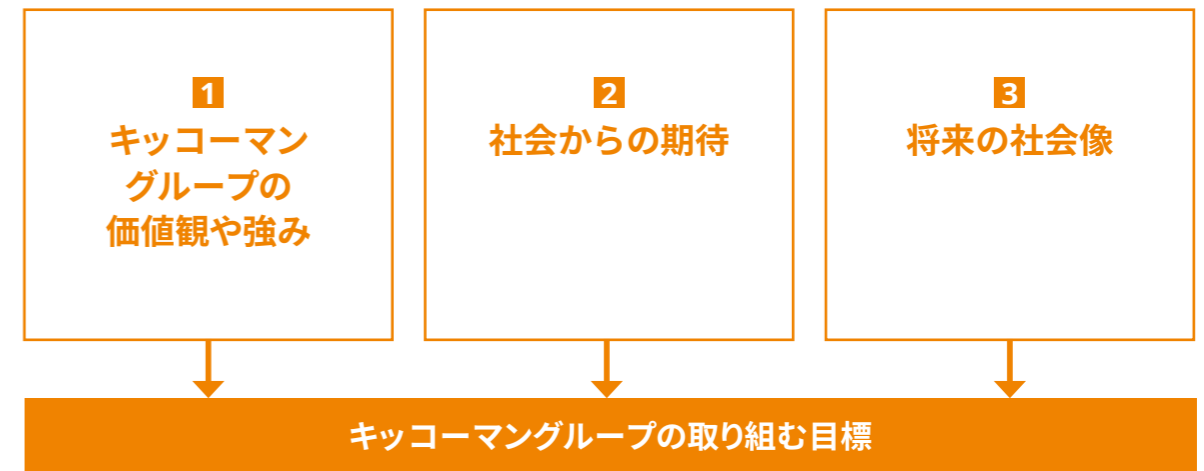 1
キッコーマン
グループの
価値観や強み
2
社会からの期待
3
将来の社会像
キッコーマングループの取り組む目標